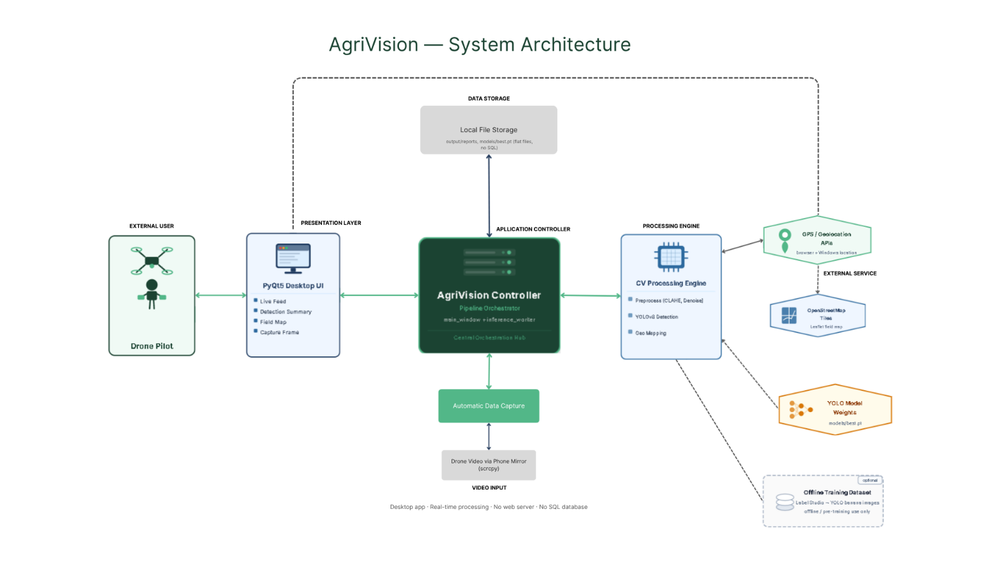 AgriVision — System Architecture
DATA STORAGE
Local File Storage
output/reports, models/best.pt (flat files,
no SQL)
EXTERNAL USER
Drone Pilot
PRESENTATION LAYER
PyQt5 Desktop UI
Live Feed
Detection Summary
Field Map
Capture Frame
APLLICATION CONTROLLER
AgriVision Controller
Pipeline Orchestrator
main_window + inference_worker
Central Orchestration Hub
PROCESSING ENGINE
CV Processing Engine
Preprocess (CLAHE, Denoise)
YOLOv8 Detection
Geo Mapping
GPS / Geolocation
APIs
browser + Windows location
EXTERNAL SERVICE
OpenStreetMap
Tiles
Leaflet field map
YOLO Model
Weights
models/best.pt
optional
Offline Training Dataset
Label Studio → YOLO banana images
offline / pre-training use only
Automatic Data Capture
Drone Video via Phone Mirror
(scrcpy)
VIDEO INPUT
Desktop app · Real-time processing · No web server · No SQL database